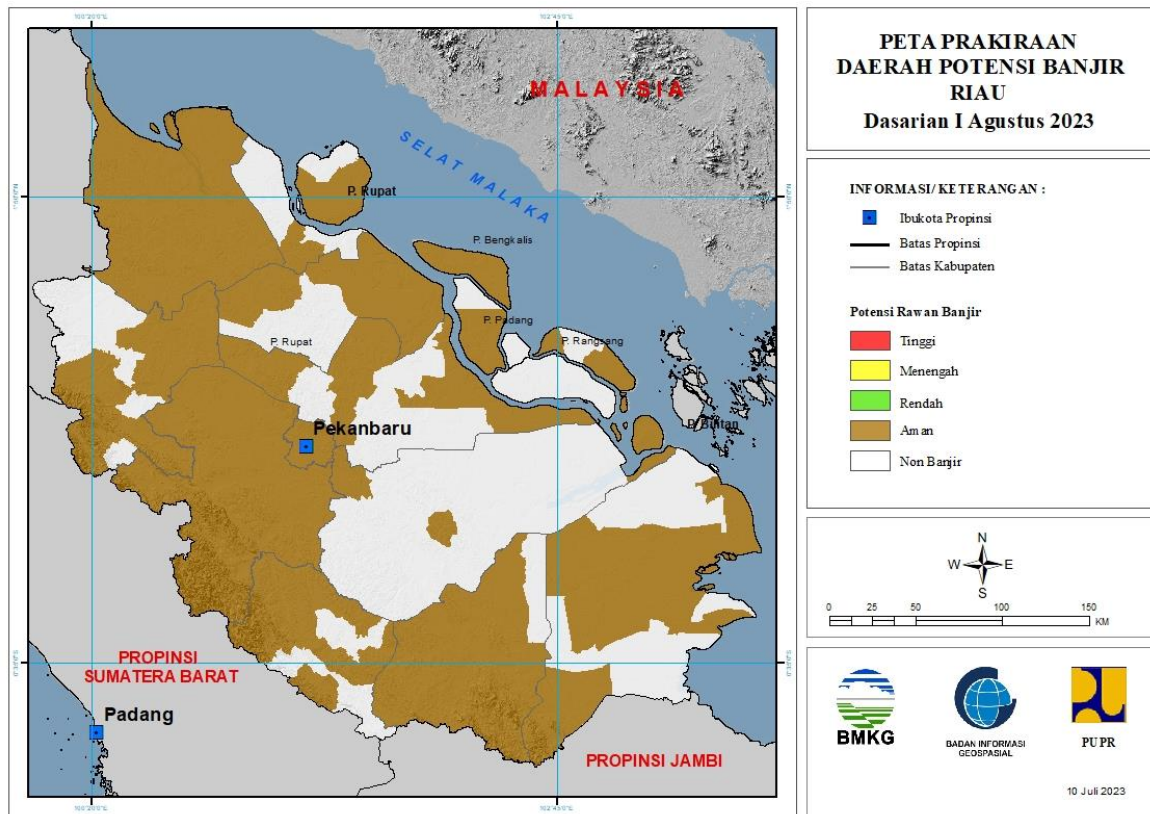 PETA PRAKIRAAN
DAERAH POTENSI BANJIR
RIAU
Dasarian I Agustus 2023
INFORMASI/ KETERANGAN :
Ibukota Propinsi
Batas Propinsi
Batas Kabupaten
Potensi Rawan Banjir
Tinggi
Menengah
Rendah
Aman
Non Banjir
N
W E
S
0 25 50 100 150
KM
BMKG
BADAN INFORMASI
GEOSPASIAL
PUPR
10 Juli 2023
MALAYSIA
SELAT MALAKA
P. Rupat
P. Bengkalis
P. Padang
P. Rangsang
P. Rupat
Pekanbaru
P. Bintan
PROPINSI
SUMATERA BARAT
Padang
PROPINSI JAMBI